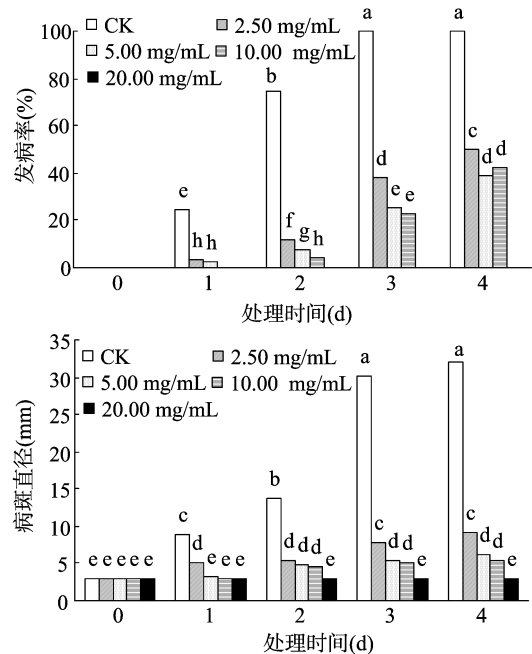 CK
2.50 mg/mL
5.00 mg/mL
10.00 mg/mL
20.00 mg/mL
发病率(%)
100
80
60
40
20
0
e
h h
b
f
g
h
a
d
e e
a
c
d
d
0 1 2 3 4
处理时间(d)
CK
2.50 mg/mL
5.00 mg/mL
10.00 mg/mL
20.00 mg/mL
病斑直径(mm)
35
30
25
20
15
10
5
0
e e e e e
c
d
e e e
b
d d d
e
a
c
d d
e
a
c
d d
e
0 1 2 3 4
处理时间(d)